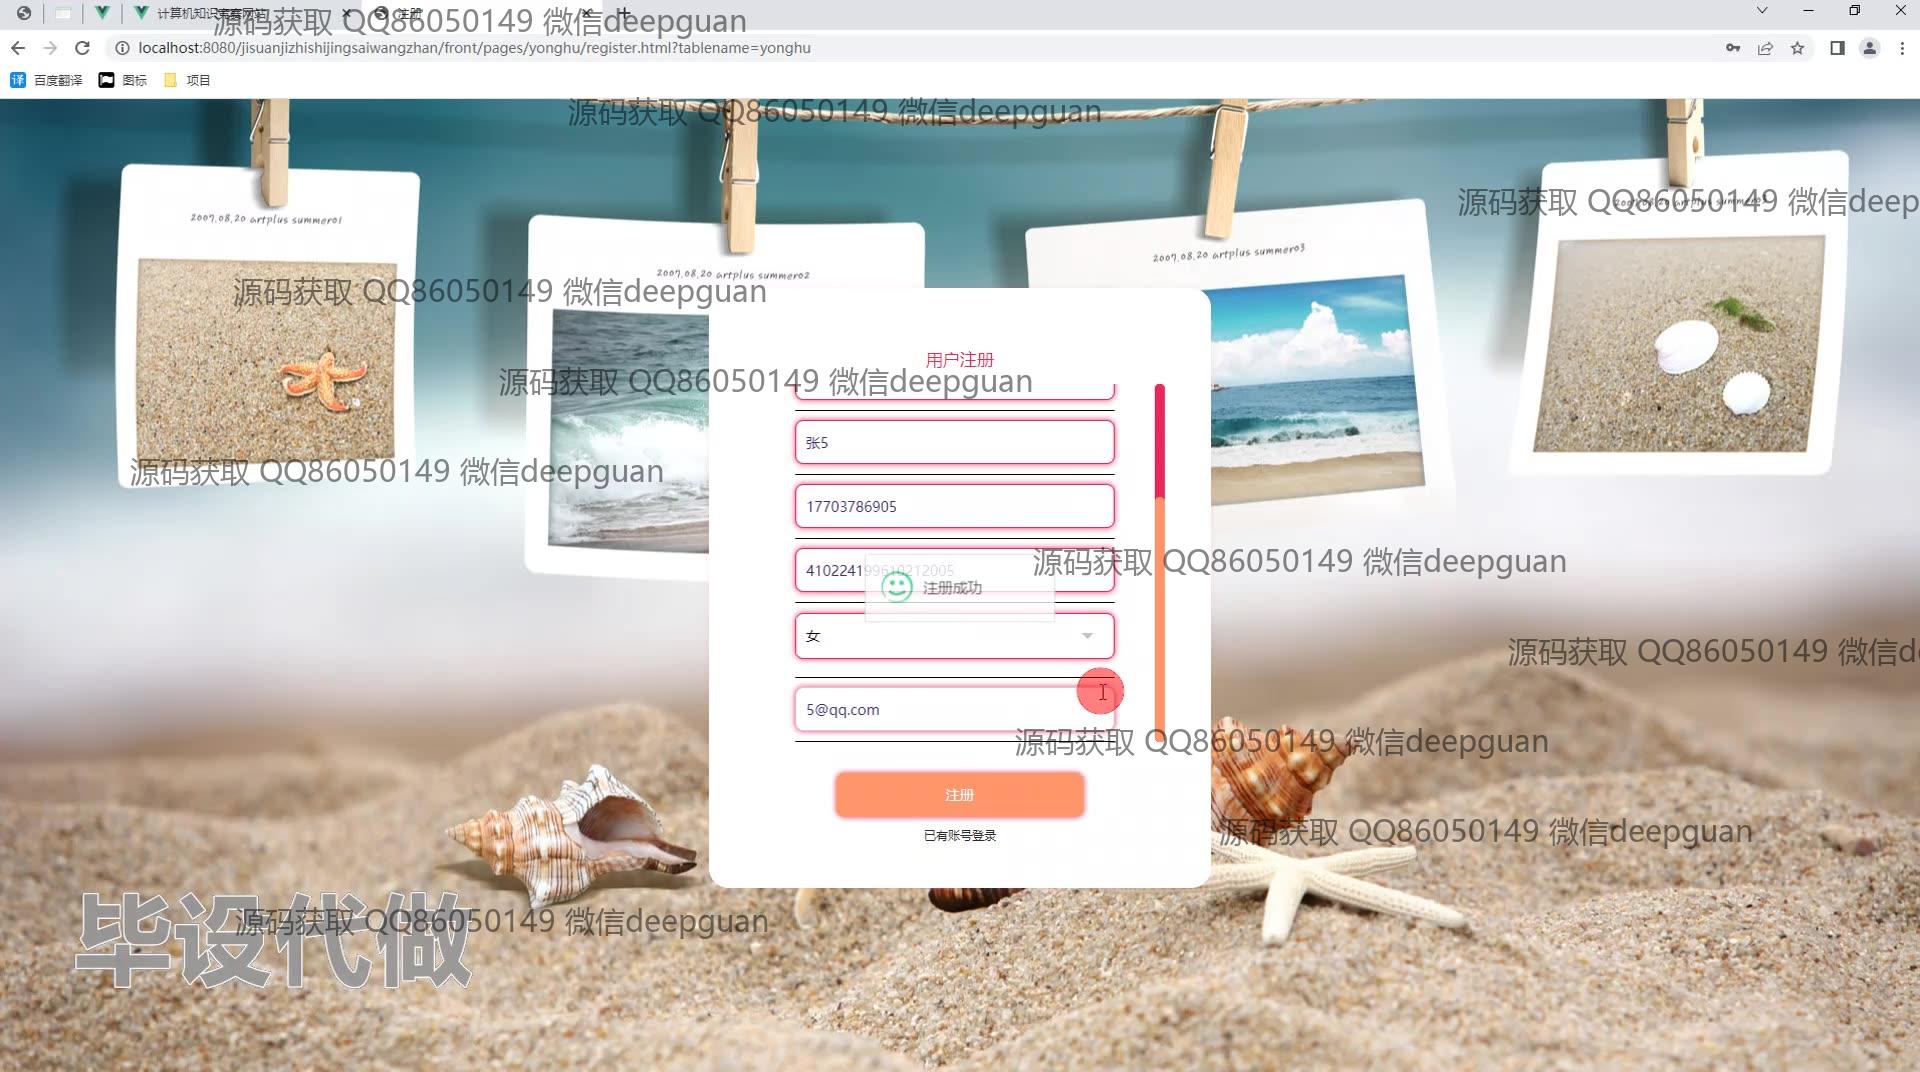 计算机知识竞赛网站
注册
源码获取 QQ86050149 微信deepguan
localhost:8080/jisuanjizhishijingsaiwangzhan/front/pages/yonghu/register.html?tablename=yonghu
译 百度翻译 图标 项目
源码获取 QQ86050149 微信deepguan
源码获取 QQ86050149 微信deep
2007.08.20 artplus summer01
2007.08.20 artplus summer02
2007.08.20 artplus summer03
源码获取 QQ86050149 微信deepguan
用户注册
源码获取 QQ86050149 微信deepguan
张5
源码获取 QQ86050149 微信deepguan
17703786905
源码获取 QQ86050149 微信deepguan
410224199610212005
注册成功
女
源码获取 QQ86050149 微信d
5@qq.com
源码获取 QQ86050149 微信deepguan
注册
源码获取 QQ86050149 微信deepguan
已有账号登录
源码获取 QQ86050149 微信deepguan
毕设代做